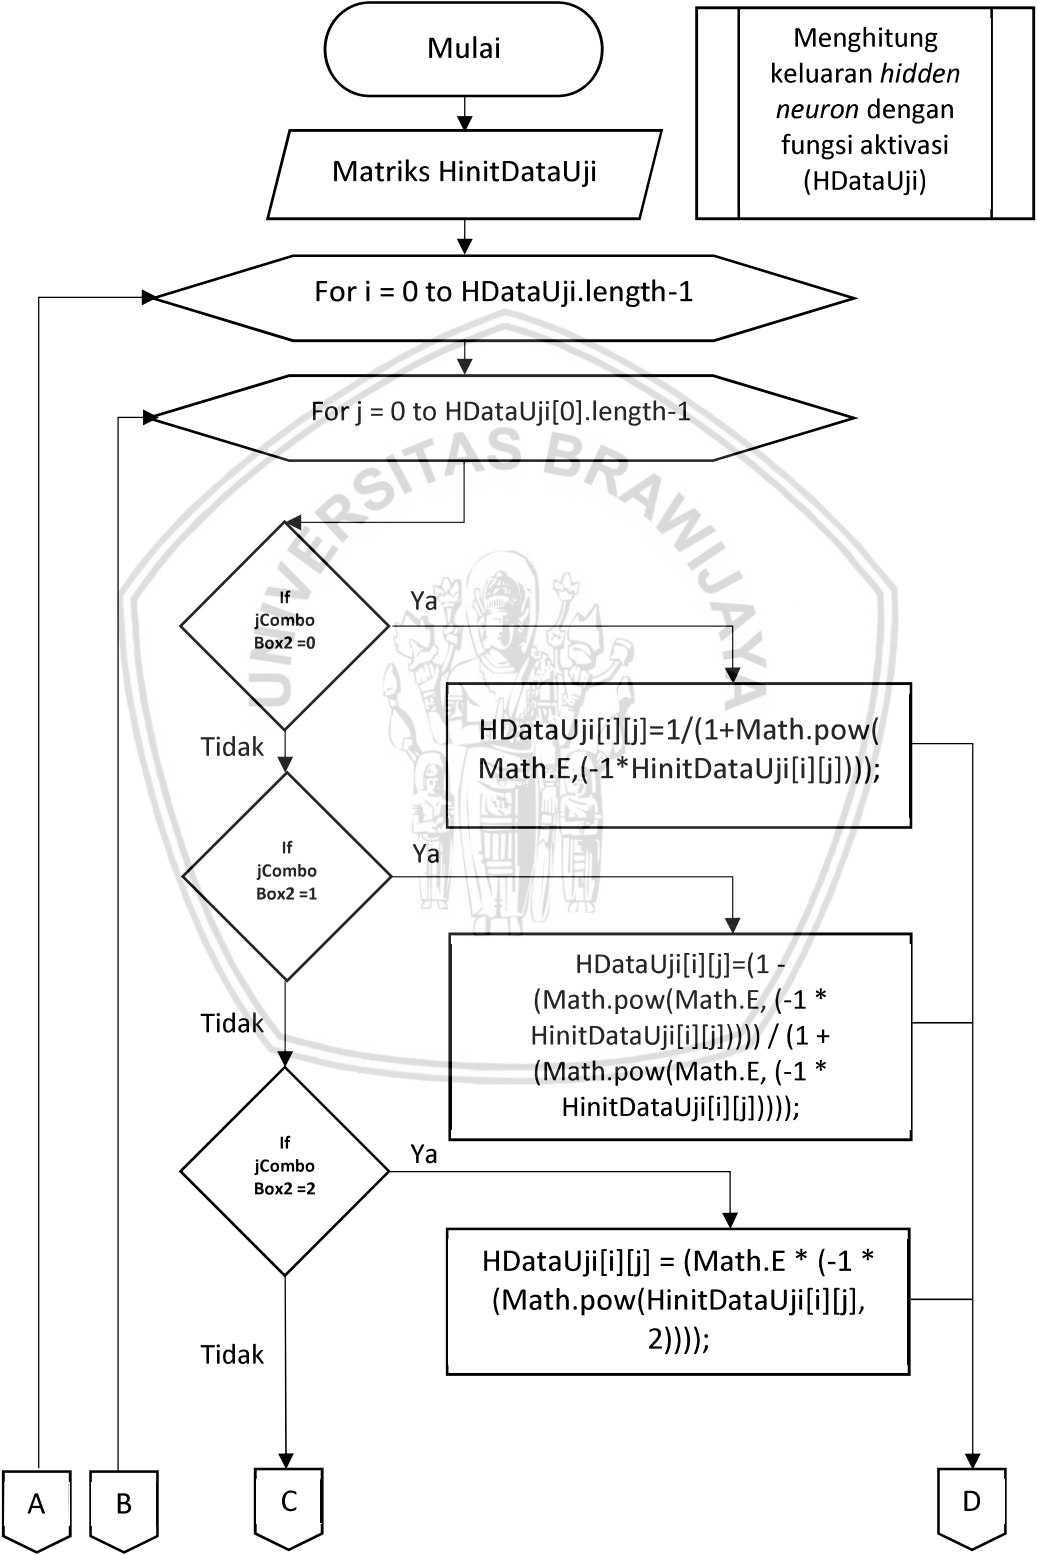 Mulai
Menghitung
keluaran hidden
neuron dengan
fungsi aktivasi
(HDataUji)
Matriks HinitDataUji
For i = 0 to HDataUji.length-1
For j = 0 to HDataUji[0].length-1
UNIVERSITAS BRAWIJAYA
If
jCombo
Box2 =0
Ya
HDataUji[i][j]=1/(1+Math.pow(
Math.E,(-1*HinitDataUji[i][j])));
Tidak
If
jCombo
Box2 =1
Ya
HDataUji[i][j]=(1 -
(Math.pow(Math.E, (-1 *
HinitDataUji[i][j])))) / (1 +
(Math.pow(Math.E, (-1 *
HinitDataUji[i][j]))));
Tidak
If
jCombo
Box2 =2
Ya
HDataUji[i][j] = (Math.E * (-1 *
(Math.pow(HinitDataUji[i][j],
2))));
Tidak
A
B
C
D